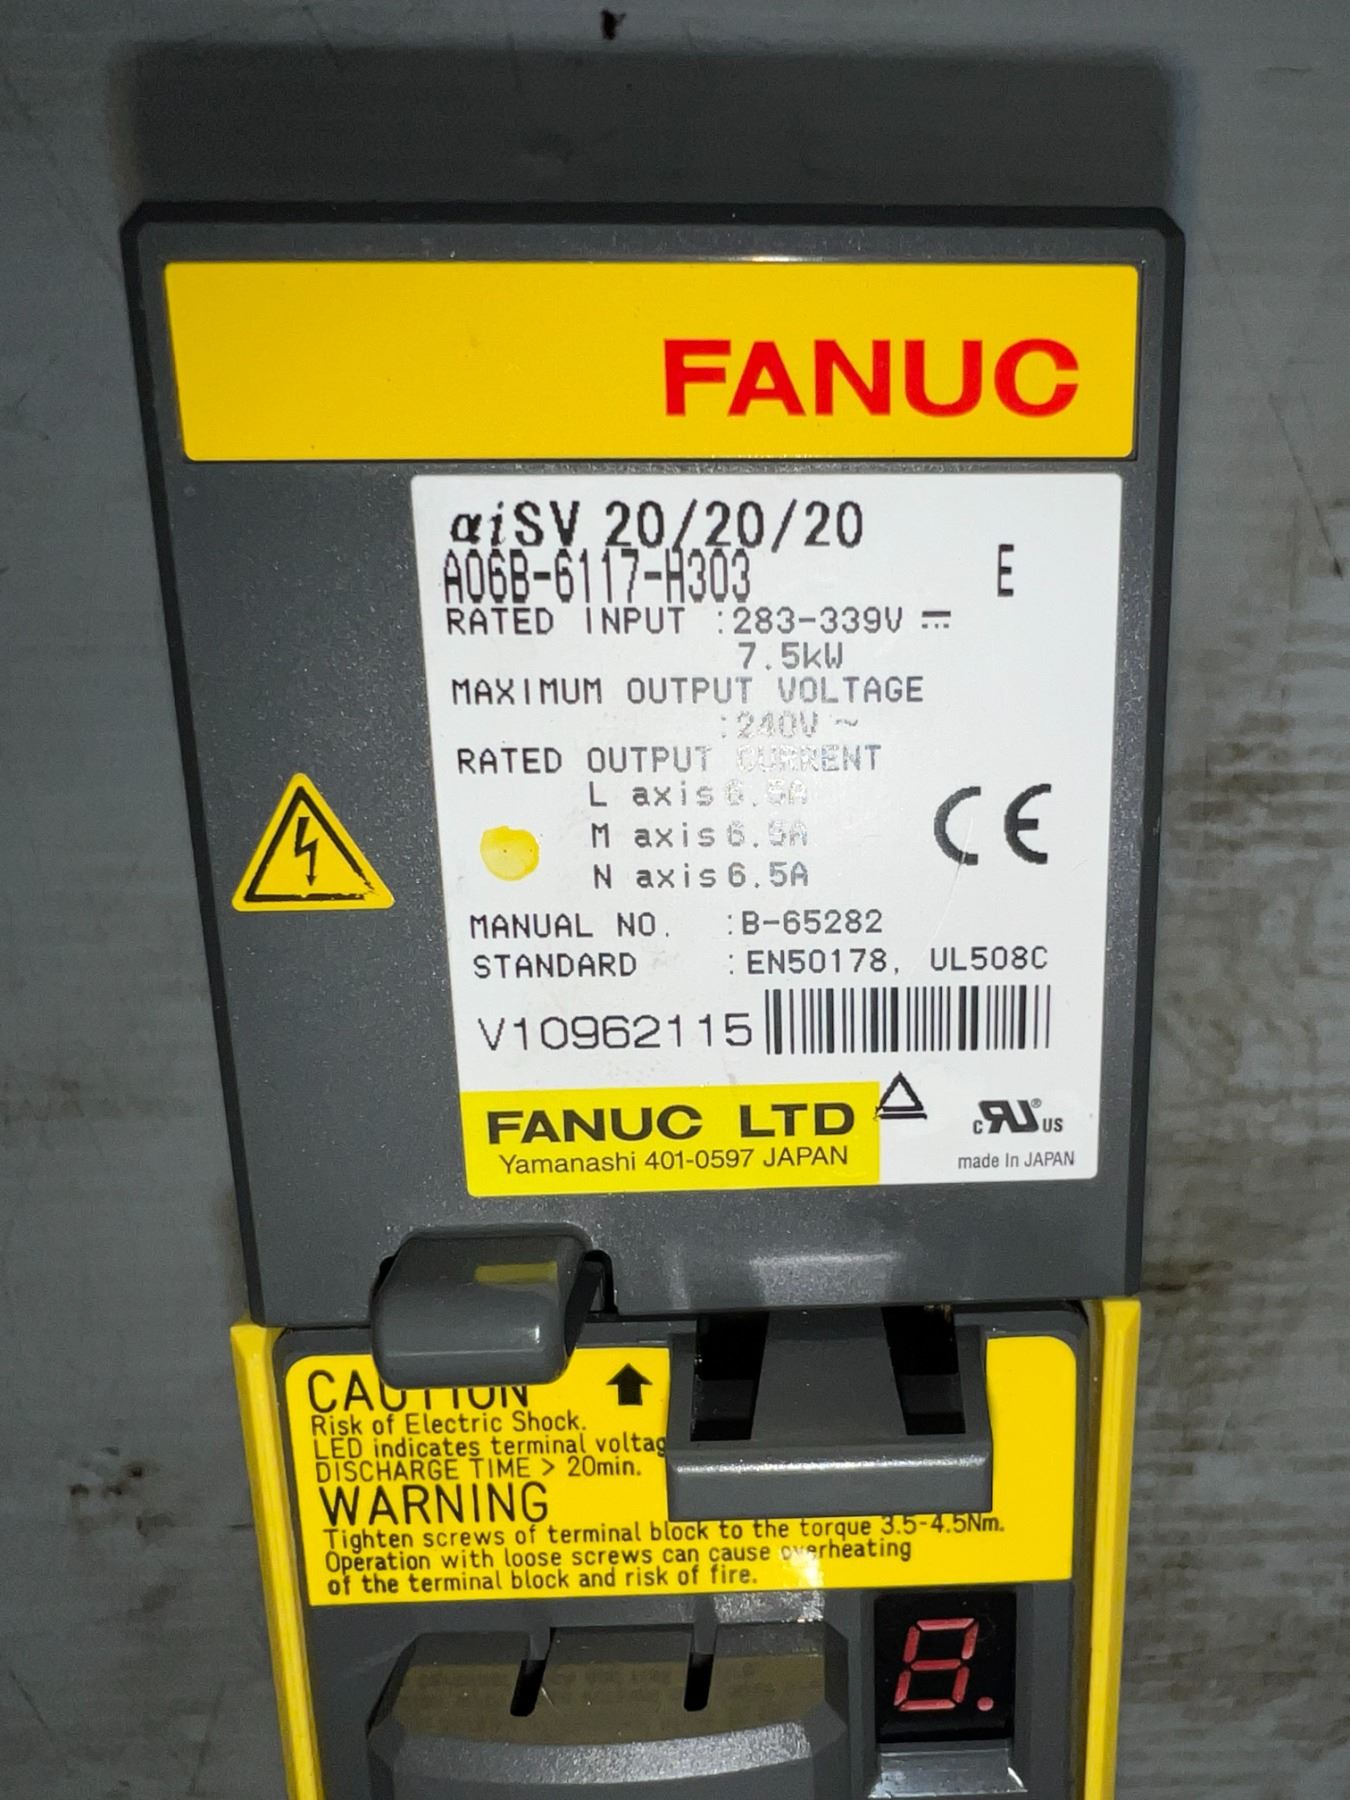 FANUC
αiSV 20/20/20
A06B-6117-H303 E
RATED INPUT :283-339V ⎓
7.5kW
MAXIMUM OUTPUT VOLTAGE
:240V ~
RATED OUTPUT CURRENT
L axis 6.5A
M axis 6.5A
N axis 6.5A
CE
MANUAL NO. :B-65282
STANDARD :EN50178, UL508C
V10962115
FANUC LTD
Yamanashi 401-0597 JAPAN
c RU ® US
made In JAPAN
CAUTION
Risk of Electric Shock.
LED indicates terminal voltag
DISCHARGE TIME > 20min.
WARNING
Tighten screws of terminal block to the torque 3.5-4.5Nm.
Operation with loose screws can cause overheating
of the terminal block and risk of fire.
8.